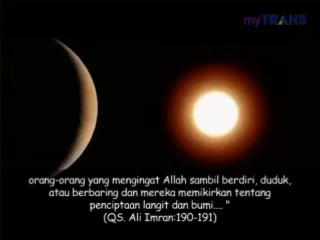 myTRANS
orang-orang yang mengingat Allah sambil berdiri, duduk,
atau berbaring dan mereka memikirkan tentang
penciptaan langit dan bumi.... "
(QS. Ali Imran:190-191)